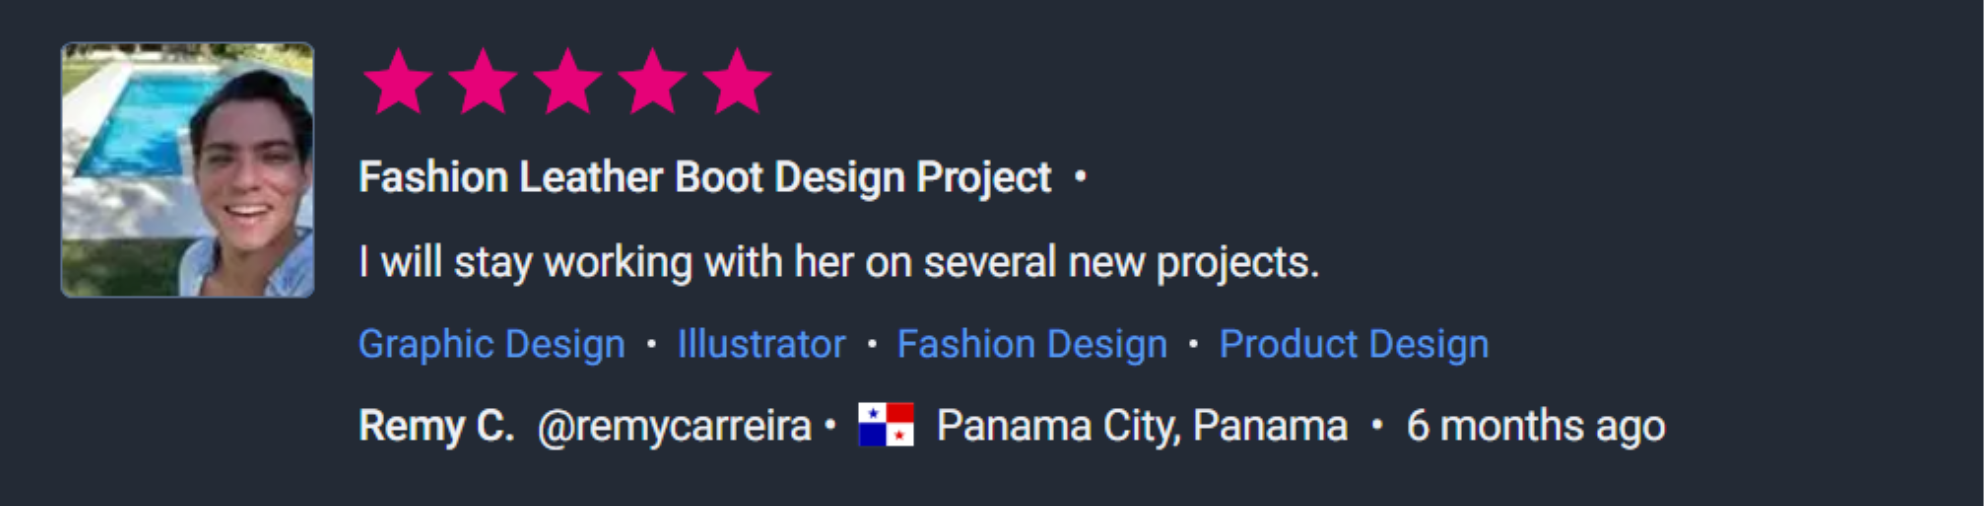 Fashion Leather Boot Design Project •
I will stay working with her on several new projects.
Graphic Design • Illustrator • Fashion Design • Product Design
Remy C. @remycarreira • Panama City, Panama • 6 months ago